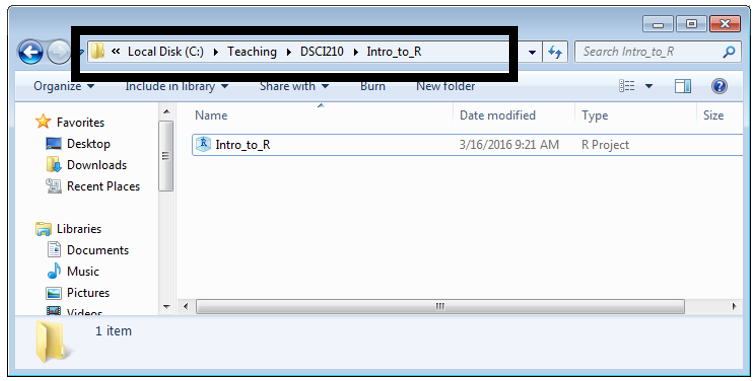 « Local Disk (C:) Teaching DSCI210 Intro_to_R Search Intro_to_R
Organize Include in library Share with Burn New folder
Favorites
Desktop
Downloads
Recent Places
Libraries
Documents
Music
Pictures
Videos
Name Date modified Type Size
Intro_to_R 3/16/2016 9:21 AM R Project
1 item